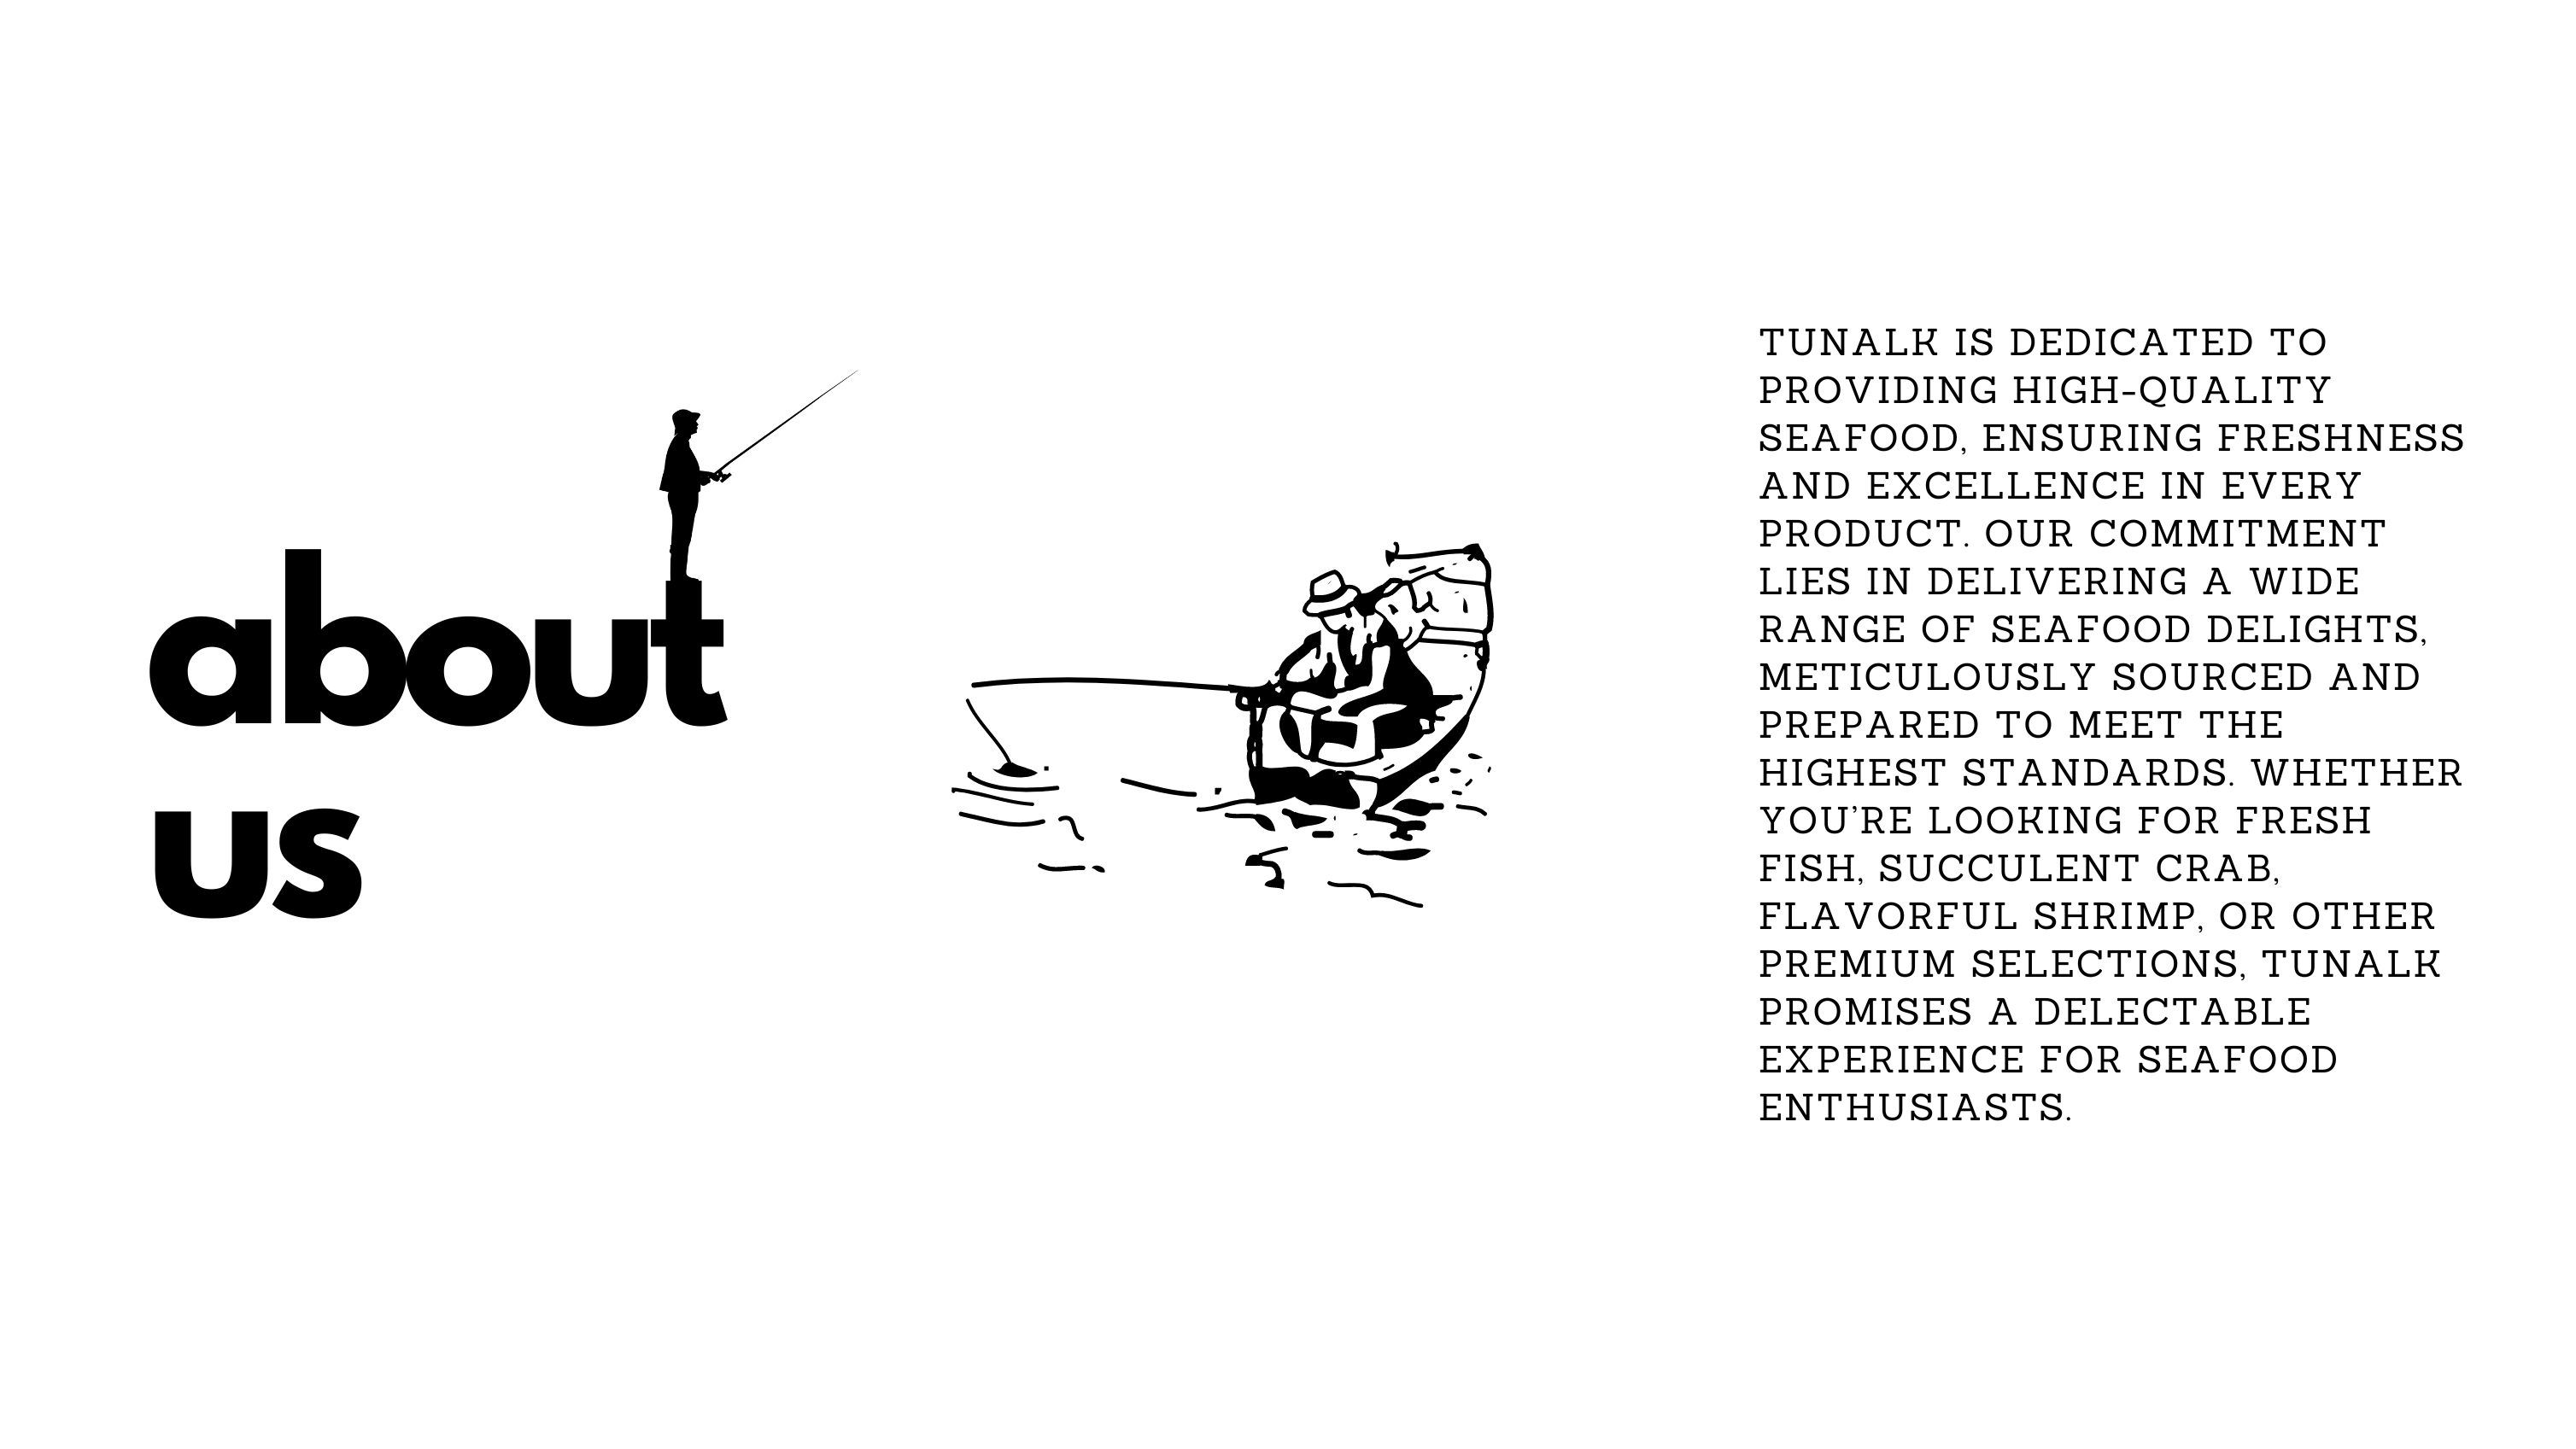 about
us
TUNALK IS DEDICATED TO
PROVIDING HIGH-QUALITY
SEAFOOD, ENSURING FRESHNESS
AND EXCELLENCE IN EVERY
PRODUCT. OUR COMMITMENT
LIES IN DELIVERING A WIDE
RANGE OF SEAFOOD DELIGHTS,
METICULOUSLY SOURCED AND
PREPARED TO MEET THE
HIGHEST STANDARDS. WHETHER
YOU’RE LOOKING FOR FRESH
FISH, SUCCULENT CRAB,
FLAVORFUL SHRIMP, OR OTHER
PREMIUM SELECTIONS, TUNALK
PROMISES A DELECTABLE
EXPERIENCE FOR SEAFOOD
ENTHUSIASTS.